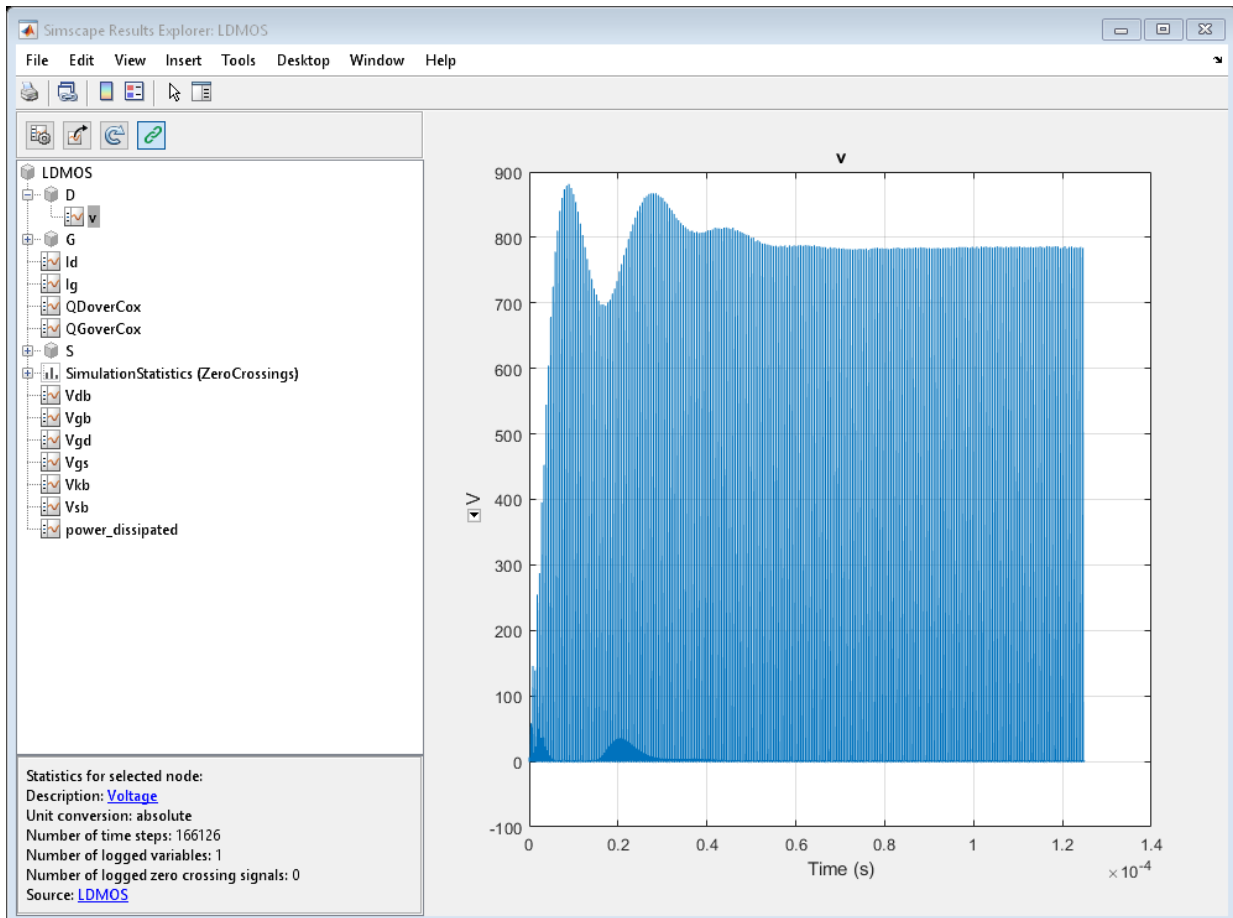 Simscape Results Explorer: LDMOS
File Edit View Insert Tools Desktop Window Help
LDMOS
D
v
G
Id
Ig
QDoverCox
QGoverCox
S
SimulationStatistics (ZeroCrossings)
Vdb
Vgb
Vgd
Vgs
Vkb
Vsb
power_dissipated
Statistics for selected node:
Description: Voltage
Unit conversion: absolute
Number of time steps: 166126
Number of logged variables: 1
Number of logged zero crossing signals: 0
Source: LDMOS
v
900
800
700
600
500
400
300
200
100
0
-100
V
0 0.2 0.4 0.6 0.8 1 1.2 1.4
Time (s)
×10⁻⁴